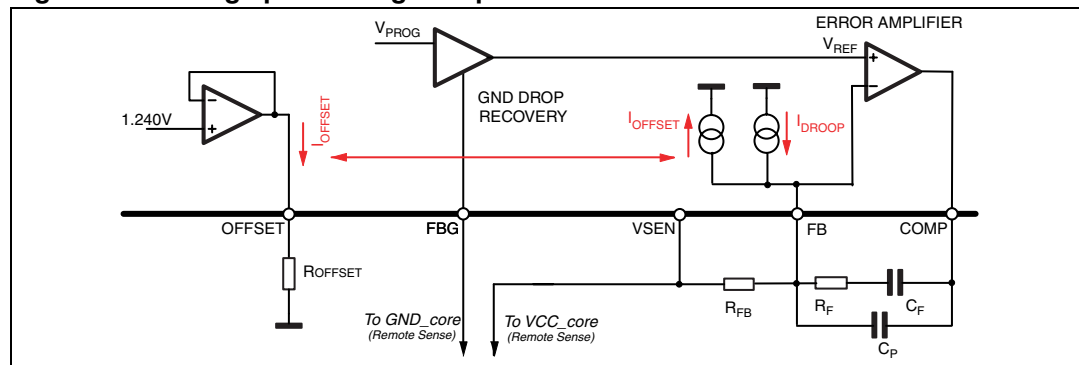 ERROR AMPLIFIER
VPROG
VREF
GND DROP
RECOVERY
1.240V
IOFFSET
IOFFSET
IDROOP
OFFSET
FBG
VSEN
FB
COMP
ROFFSET
RFB
RF
CF
CP
To GND_core
(Remote Sense)
To VCC_core
(Remote Sense)